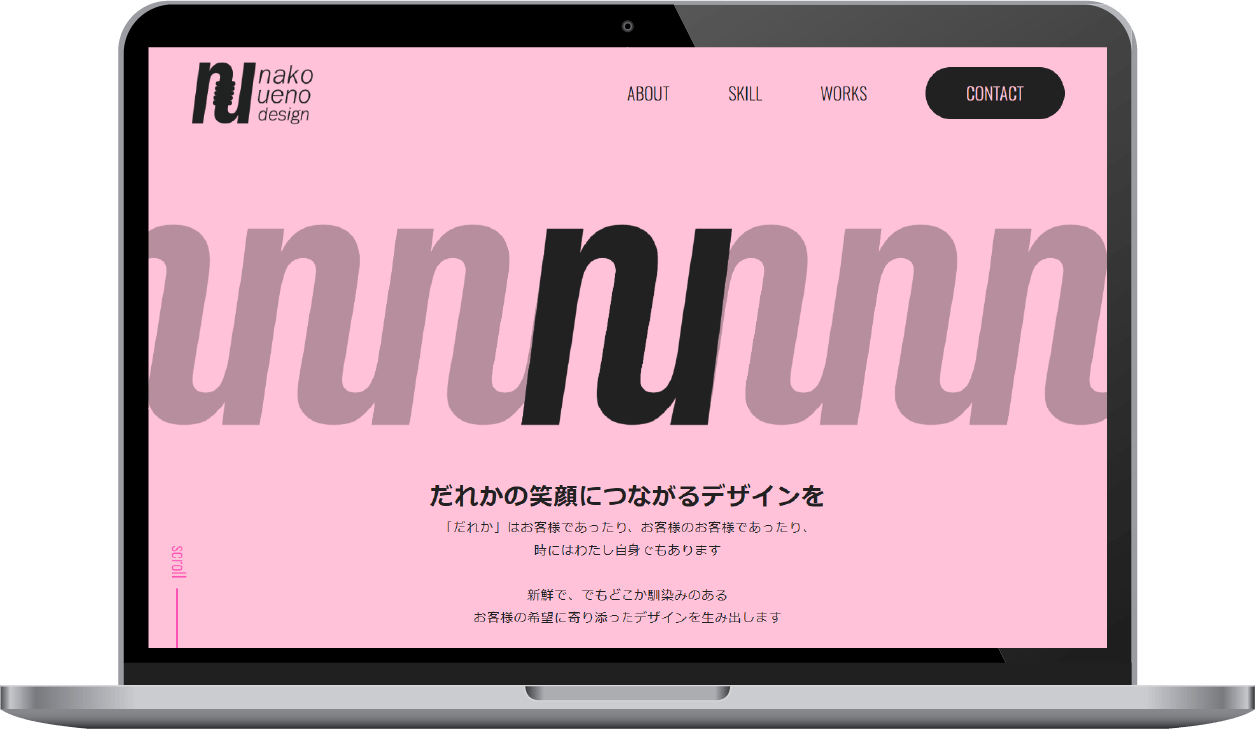 nu nako
ueno
design
ABOUT
SKILL
WORKS
CONTACT
nu
だれかの笑顔につながるデザインを
「だれか」はお客様であったり、お客様のお客様であったり、
時にはわたし自身でもあります
新鮮で、でもどこか馴染みのある
お客様の希望に寄り添ったデザインを生み出します
scroll